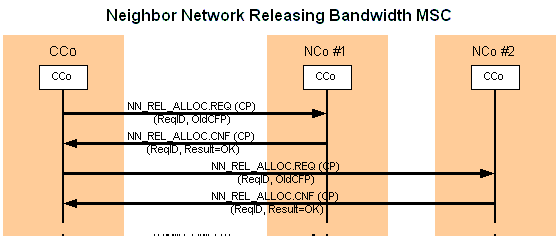 Neighbor Network Releasing Bandwidth MSC
CCo
NCo #1
NCo #2
CCo
CCo
CCo
NN_REL_ALLOC.REQ (CP)
(ReqID, OldCFP)
NN_REL_ALLOC.CNF (CP)
(ReqID, Result=OK)
NN_REL_ALLOC.REQ (CP)
(ReqID, OldCFP)
NN_REL_ALLOC.CNF (CP)
(ReqID, Result=OK)